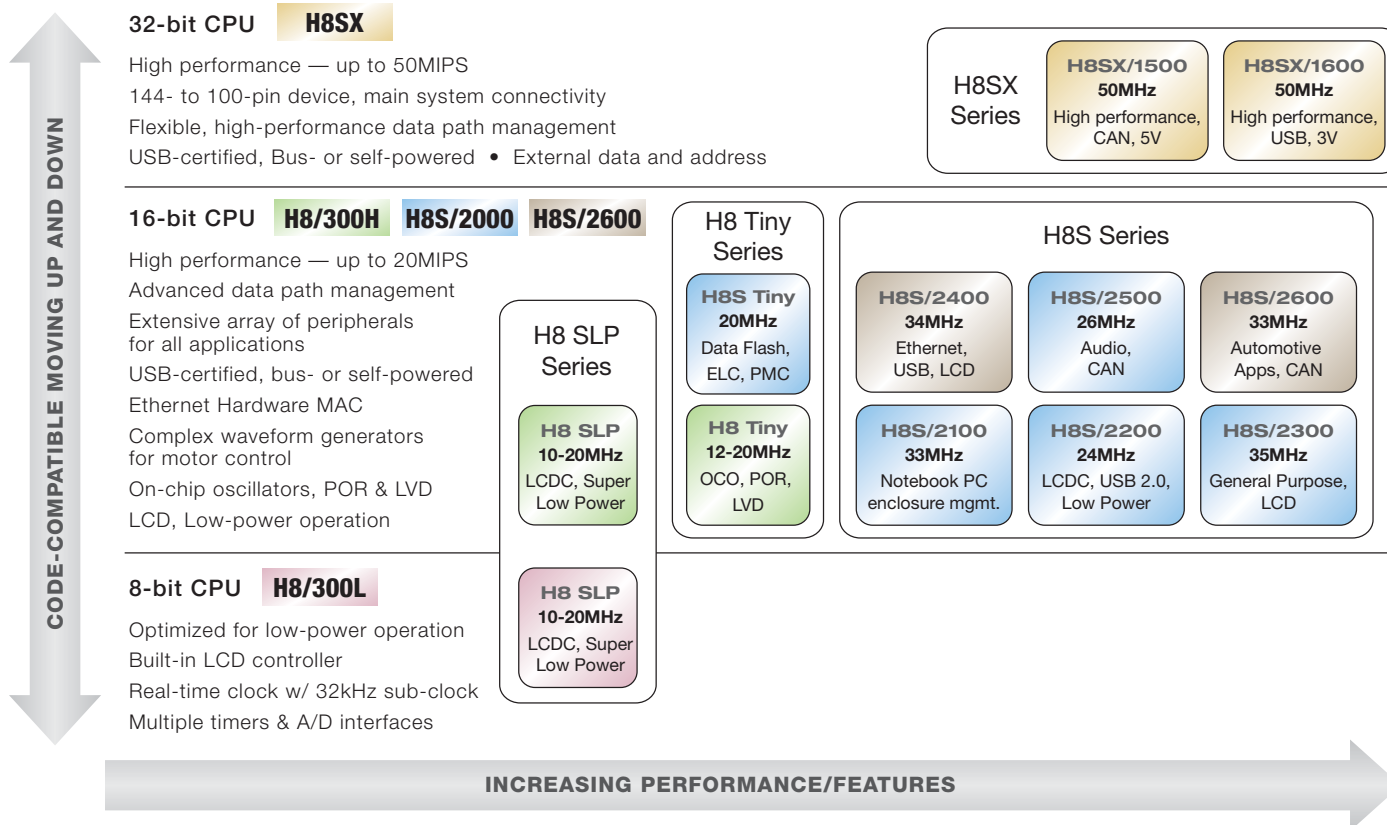 CODE-COMPATIBLE MOVING UP AND DOWN
32-bit CPU H8SX
High performance — up to 50MIPS
144- to 100-pin device, main system connectivity
Flexible, high-performance data path management
USB-certified, Bus- or self-powered • External data and address
H8SX
Series
H8SX/1500
50MHz
High performance,
CAN, 5V
H8SX/1600
50MHz
High performance,
USB, 3V
16-bit CPU H8/300H H8S/2000 H8S/2600
High performance — up to 20MIPS
Advanced data path management
Extensive array of peripherals
for all applications
USB-certified, bus- or self-powered
Ethernet Hardware MAC
Complex waveform generators
for motor control
On-chip oscillators, POR & LVD
LCD, Low-power operation
H8 SLP
Series
H8 SLP
10-20MHz
LCDC, Super
Low Power
H8 Tiny
Series
H8S Tiny
20MHz
Data Flash,
ELC, PMC
H8 Tiny
12-20MHz
OCO, POR,
LVD
H8S Series
H8S/2400
34MHz
Ethernet,
USB, LCD
H8S/2500
26MHz
Audio,
CAN
H8S/2600
33MHz
Automotive
Apps, CAN
H8S/2100
33MHz
Notebook PC
enclosure mgmt.
H8S/2200
24MHz
LCDC, USB 2.0,
Low Power
H8S/2300
35MHz
General Purpose,
LCD
8-bit CPU H8/300L
Optimized for low-power operation
Built-in LCD controller
Real-time clock w/ 32kHz sub-clock
Multiple timers & A/D interfaces
H8 SLP
10-20MHz
LCDC, Super
Low Power
INCREASING PERFORMANCE/FEATURES